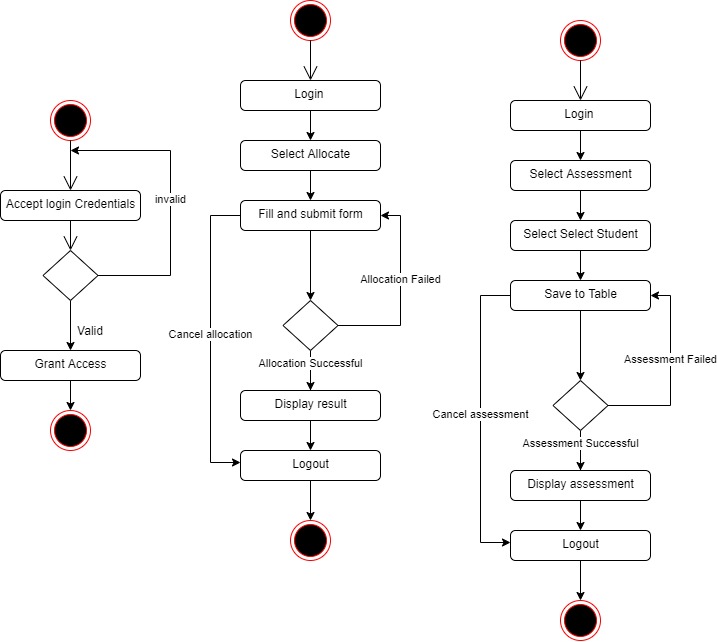 Accept login Credentials
invalid
Valid
Grant Access
Login
Select Allocate
Fill and submit form
Allocation Failed
Cancel allocation
Allocation Successful
Display result
Logout
Login
Select Assessment
Select Select Student
Save to Table
Assessment Failed
Cancel assessment
Assessment Successful
Display assessment
Logout